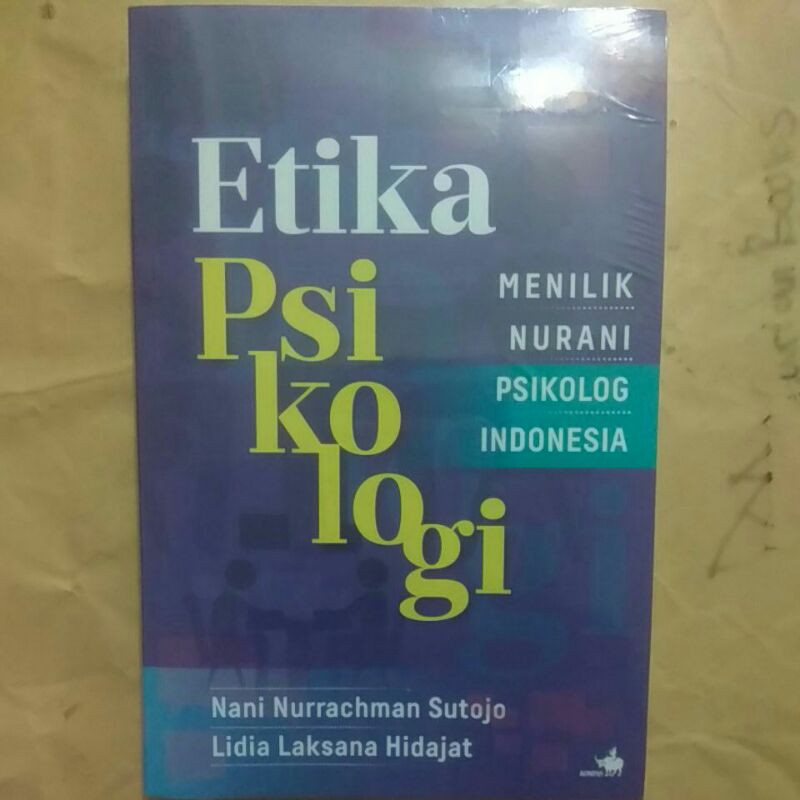 Etika
Psi
ko
lo
gi
MENILIK
NURANI
PSIKOLOG
INDONESIA
Nani Nurrachman Sutojo
Lidia Laksana Hidajat